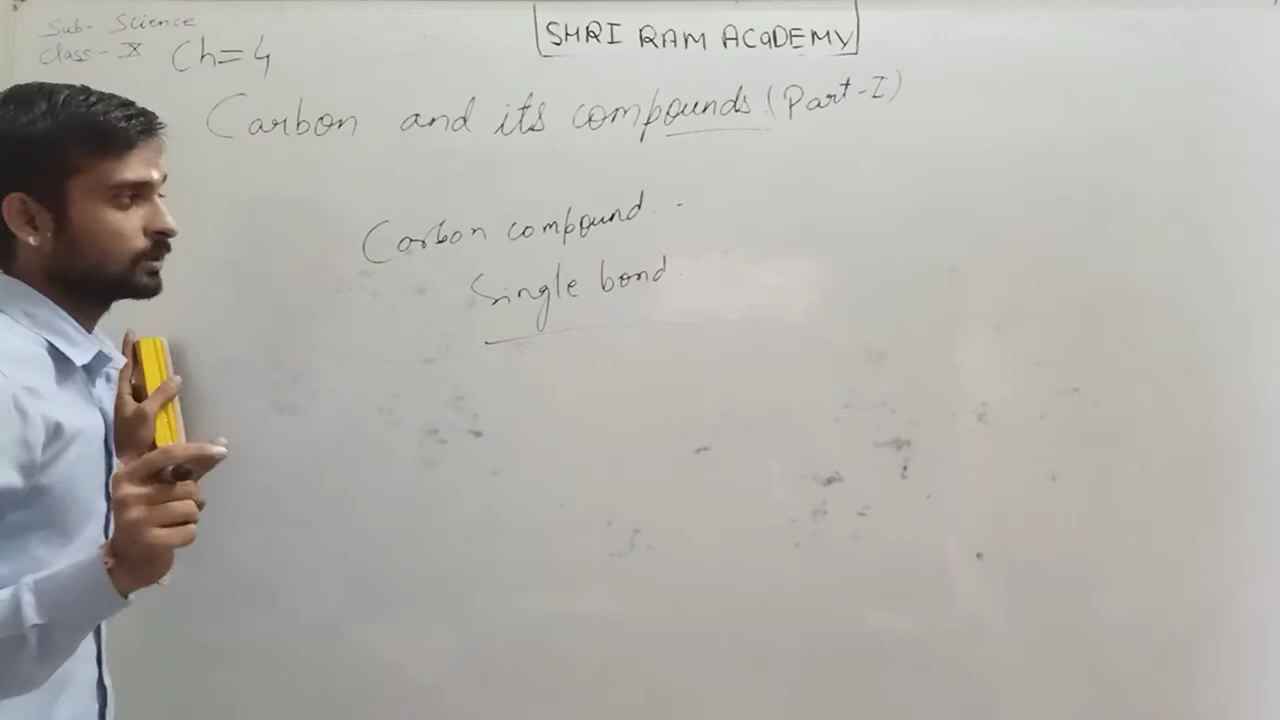 Sub- Science
Class- X Ch=4
SHRI RAM ACADEMY
Carbon and its compounds (Part-I)
Carbon compound.
Single bond